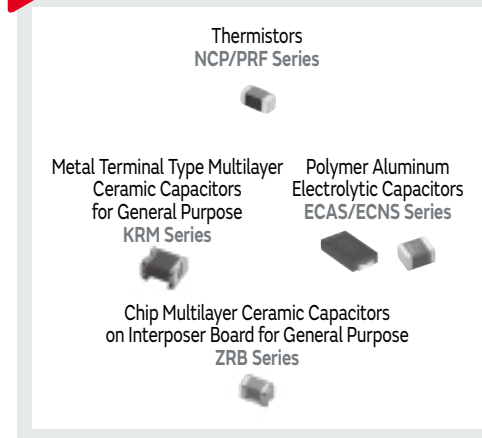 Thermistors
NCP/PRF Series
Metal Terminal Type Multilayer
Ceramic Capacitors
for General Purpose
KRM Series
Polymer Aluminum
Electrolytic Capacitors
ECAS/ECNS Series
Chip Multilayer Ceramic Capacitors
on Interposer Board for General Purpose
ZRB Series